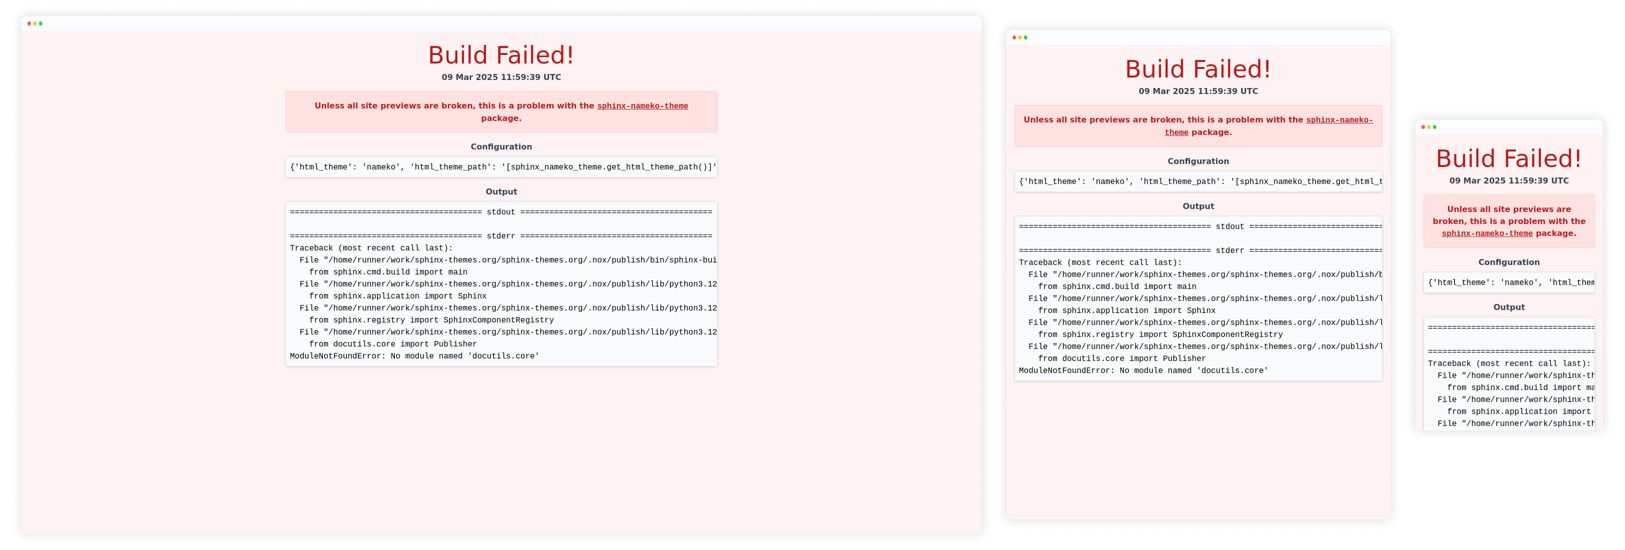 Build Failed!
09 Mar 2025 11:59:39 UTC
Unless all site previews are broken, this is a problem with the sphinx-nameko-theme
package.
Configuration
{'html_theme': 'nameko', 'html_theme_path': '[sphinx_nameko_theme.get_html_theme_path()]'
Output
======================================== stdout ========================================
======================================== stderr ========================================
Traceback (most recent call last):
  File "/home/runner/work/sphinx-themes.org/sphinx-themes.org/.nox/publish/bin/sphinx-bui
    from sphinx.cmd.build import main
  File "/home/runner/work/sphinx-themes.org/sphinx-themes.org/.nox/publish/lib/python3.12
    from sphinx.application import Sphinx
  File "/home/runner/work/sphinx-themes.org/sphinx-themes.org/.nox/publish/lib/python3.12
    from sphinx.registry import SphinxComponentRegistry
  File "/home/runner/work/sphinx-themes.org/sphinx-themes.org/.nox/publish/lib/python3.12
    from docutils.core import Publisher
ModuleNotFoundError: No module named 'docutils.core'
Build Failed!
09 Mar 2025 11:59:39 UTC
Unless all site previews are broken, this is a problem with the sphinx-nameko-
theme package.
Configuration
{'html_theme': 'nameko', 'html_theme_path': '[sphinx_nameko_theme.get_html_t
Output
======================================== stdout ============================
======================================== stderr ============================
Traceback (most recent call last):
  File "/home/runner/work/sphinx-themes.org/sphinx-themes.org/.nox/publish/b
    from sphinx.cmd.build import main
  File "/home/runner/work/sphinx-themes.org/sphinx-themes.org/.nox/publish/l
    from sphinx.application import Sphinx
  File "/home/runner/work/sphinx-themes.org/sphinx-themes.org/.nox/publish/l
    from sphinx.registry import SphinxComponentRegistry
  File "/home/runner/work/sphinx-themes.org/sphinx-themes.org/.nox/publish/l
    from docutils.core import Publisher
ModuleNotFoundError: No module named 'docutils.core'
Build Failed!
09 Mar 2025 11:59:39 UTC
Unless all site previews are
broken, this is a problem with the
sphinx-nameko-theme package.
Configuration
{'html_theme': 'nameko', 'html_them
Output
===================================
===================================
Traceback (most recent call last):
  File "/home/runner/work/sphinx-th
    from sphinx.cmd.build import ma
  File "/home/runner/work/sphinx-th
    from sphinx.application import
  File "/home/runner/work/sphinx-th